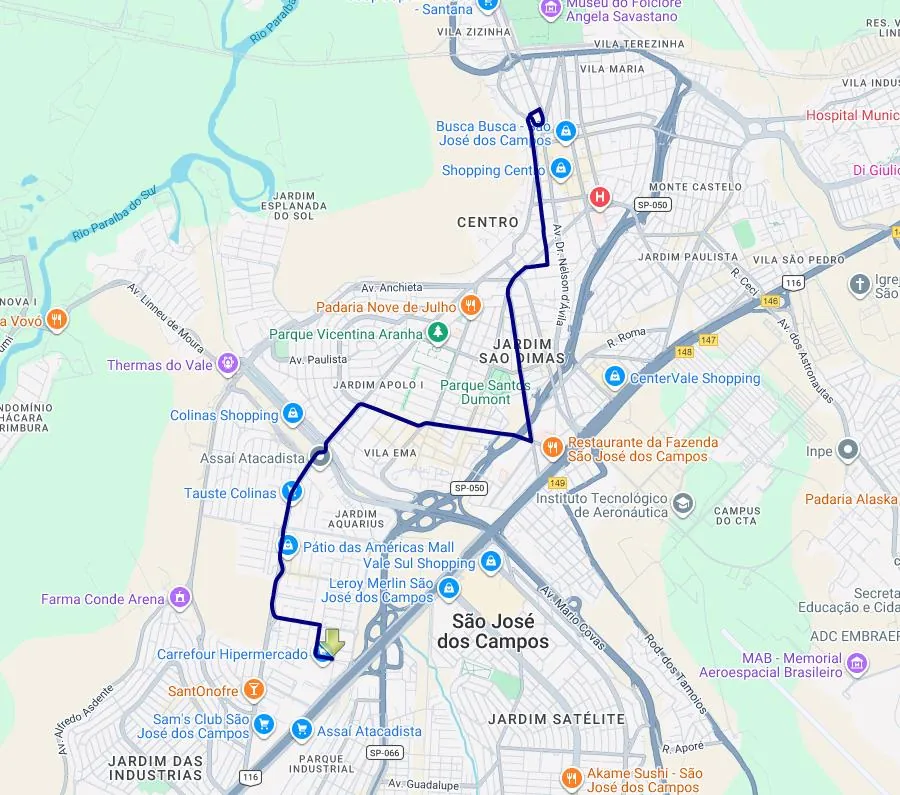 Museu do Folclore
Angela Savastano
- Santana
Rio Paraíba
VILA ZIZINHA
VILA TEREZINHA
RES.
VILA MARIA
VILA INDUS
Busca Busca - São
José dos Campos
Hospital Munic
Shopping Centro
Di Giulio
MONTE CASTELO
JARDIM
ESPLANADA
DO SOL
SP-050
Rio Paraíba do Sul
CENTRO
Av. Dr. Nélson d'Ávila
JARDIM PAULISTA
VILA SÃO PEDRO
R. Ceci
116
Igre
São
NOVA I
Av. Anchieta
146
a Vovó
Av. Linneu de Moura
Padaria Nove de Julho
Av. dos Astronautas
Parque Vicentina Aranha
R. Roma
147
148
JARDIM
SÃO DIMAS
Av. Paulista
Thermas do Vale
JARDIM APOLO I
Parque Santos
Dumont
CenterVale Shopping
NDOMÍNIO
HÁCARA
RIMBURA
Colinas Shopping
Restaurante da Fazenda
São José dos Campos
VILA EMA
Assaí Atacadista
Inpe
SP-050
149
Tauste Colinas
Instituto Tecnológico
de Aeronáutica
Padaria Alaska
JARDIM
AQUARIUS
CAMPUS
DO CTA
Pátio das Américas Mall
Vale Sul Shopping
Leroy Merlin São
José dos Campos
Farma Conde Arena
Av. Mario Covas
Secreta
Educação e Cida
São José
dos Campos
ADC EMBRAER
Rod. dos Tamoios
Carrefour Hipermercado
MAB - Memorial
Aeroespacial Brasileiro
SantOnofre
Av. Alfredo Asdente
Sam's Club São
José dos Campos
JARDIM SATÉLITE
Assaí Atacadista
R. Aporé
SP-066
JARDIM DAS
INDUSTRIAS
PARQUE
INDUSTRIAL
116
Av. Guadalupe
Akame Sushi - São
José dos Campos